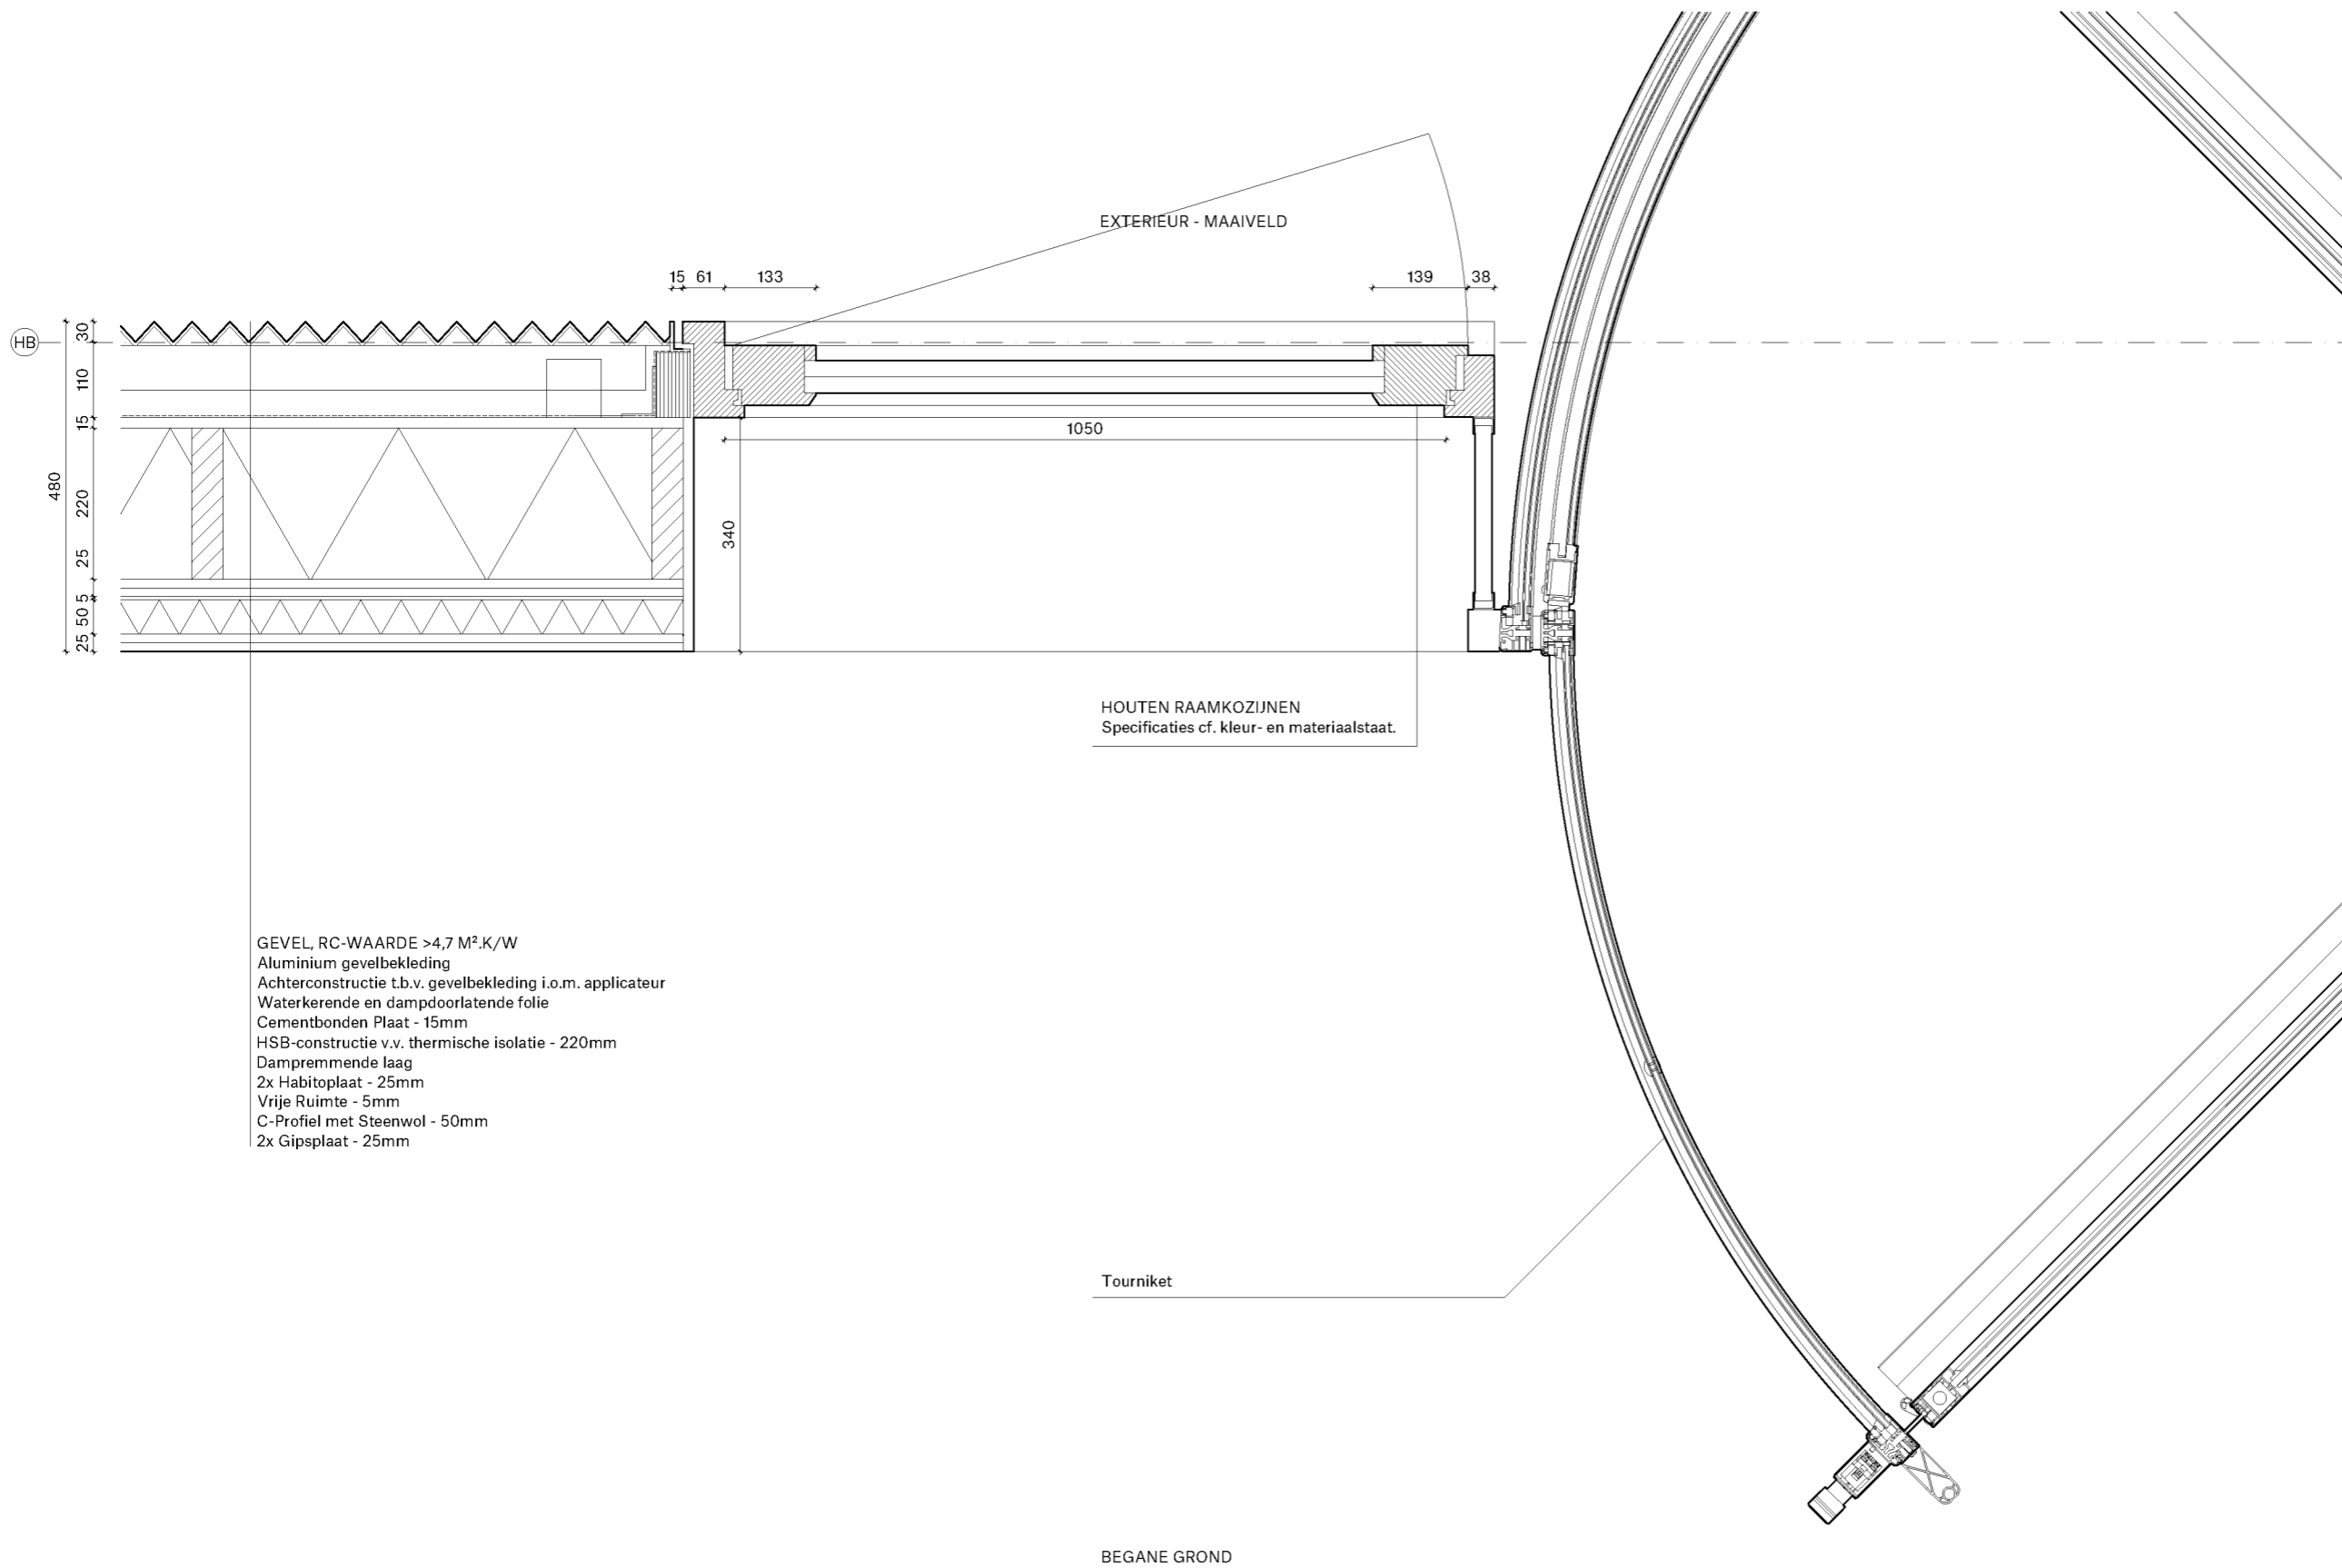 EXTERIEUR - MAAIVELD
15 61 133 139 38
HB
30
110
15
220
25
5
50
25
480
1050
340
HOUTEN RAAMKOZIJNEN
Specificaties cf. kleur- en materiaalstaat.
GEVEL, RC-WAARDE >4,7 M².K/W
Aluminium gevelbekleding
Achterconstructie t.b.v. gevelbekleding i.o.m. applicateur
Waterkerende en dampdoorlatende folie
Cementbonden Plaat - 15mm
HSB-constructie v.v. thermische isolatie - 220mm
Dampremmende laag
2x Habitoplaat - 25mm
Vrije Ruimte - 5mm
C-Profiel met Steenwol - 50mm
2x Gipsplaat - 25mm
Tourniket
BEGANE GROND